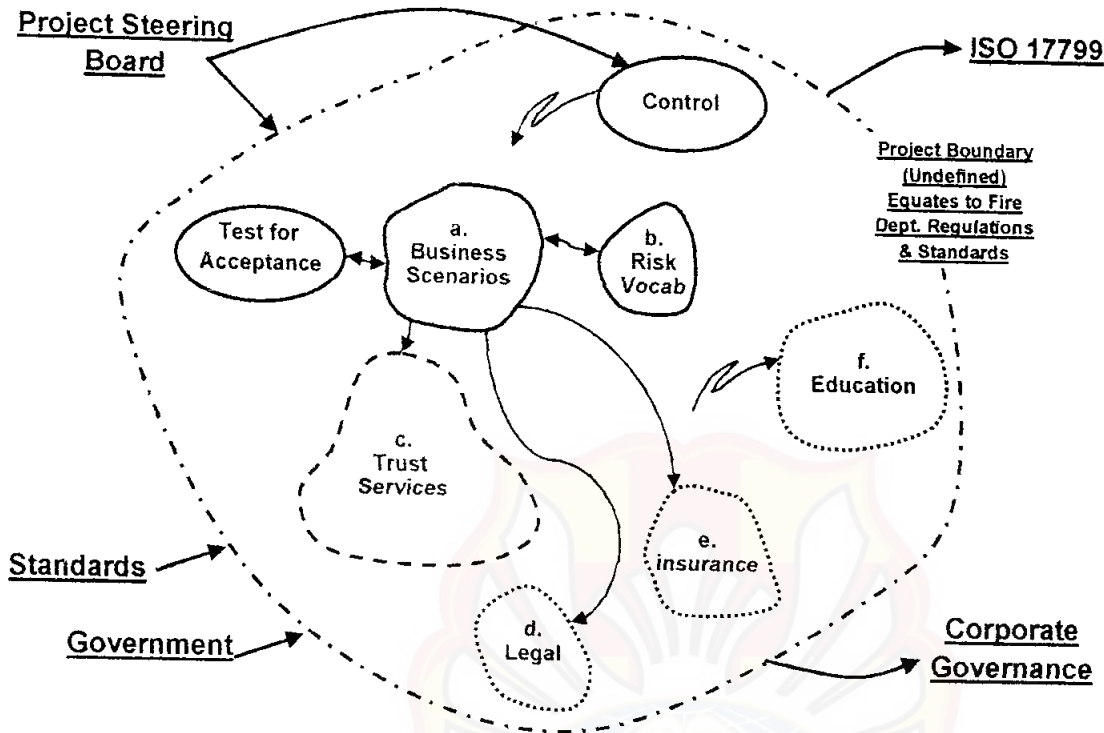 Project Steering
Board
ISO 17799
Control
Project Boundary
(Undefined)
Equates to Fire
Dept. Regulations
& Standards
Test for
Acceptance
a.
Business
Scenarios
b.
Risk
Vocab
f.
Education
c.
Trust
Services
e.
insurance
Standards
d.
Legal
Government
Corporate
Governance